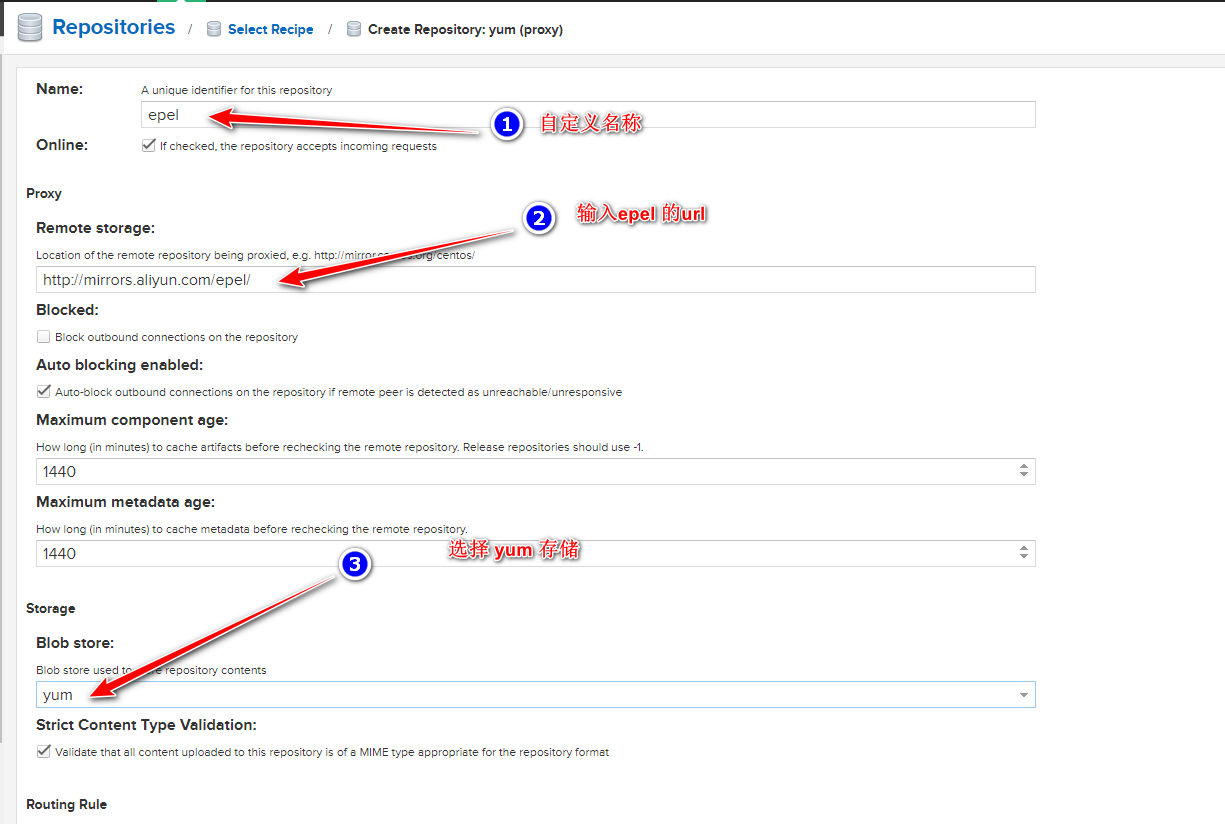 Repositories / Select Recipe / Create Repository: yum (proxy)
Name: A unique identifier for this repository
epel
1 自定义名称
Online: If checked, the repository accepts incoming requests
Proxy
2 输入epel 的url
Remote storage:
Location of the remote repository being proxied, e.g. http://mirror.org/centos/
http://mirrors.aliyun.com/epel/
Blocked:
Block outbound connections on the repository
Auto blocking enabled:
Auto-block outbound connections on the repository if remote peer is detected as unreachable/unresponsive
Maximum component age:
How long (in minutes) to cache artifacts before rechecking the remote repository. Release repositories should use -1.
1440
Maximum metadata age:
How long (in minutes) to cache metadata before rechecking the remote repository.
1440
选择 yum 存储
3
Storage
Blob store:
Blob store used to repository contents
yum
Strict Content Type Validation:
Validate that all content uploaded to this repository is of a MIME type appropriate for the repository format
Routing Rule